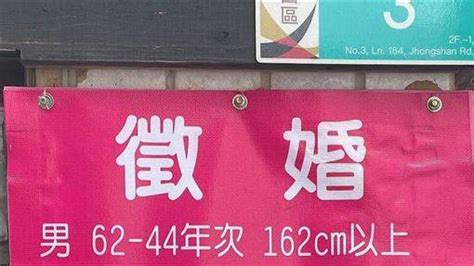 區
3
2F.-1,
No.3, Ln. 164, Jhongshan Rd.
徵婚
男 62-44年次 162cm以上